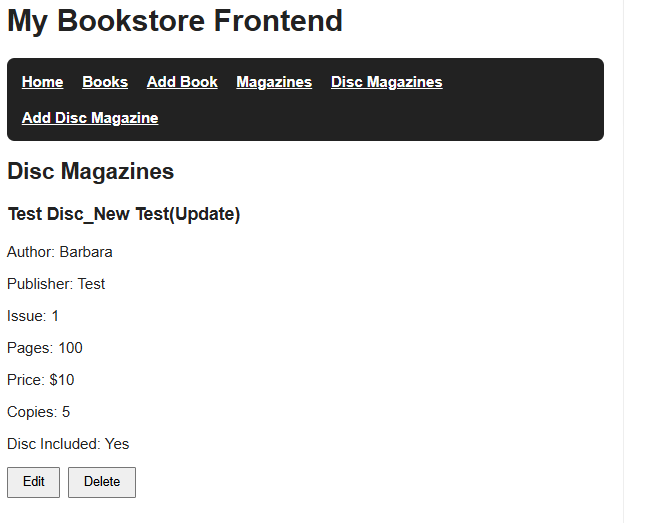 My Bookstore Frontend
Home Books Add Book Magazines Disc Magazines
Add Disc Magazine
Disc Magazines
Test Disc_New Test(Update)
Author: Barbara
Publisher: Test
Issue: 1
Pages: 100
Price: $10
Copies: 5
Disc Included: Yes
Edit Delete